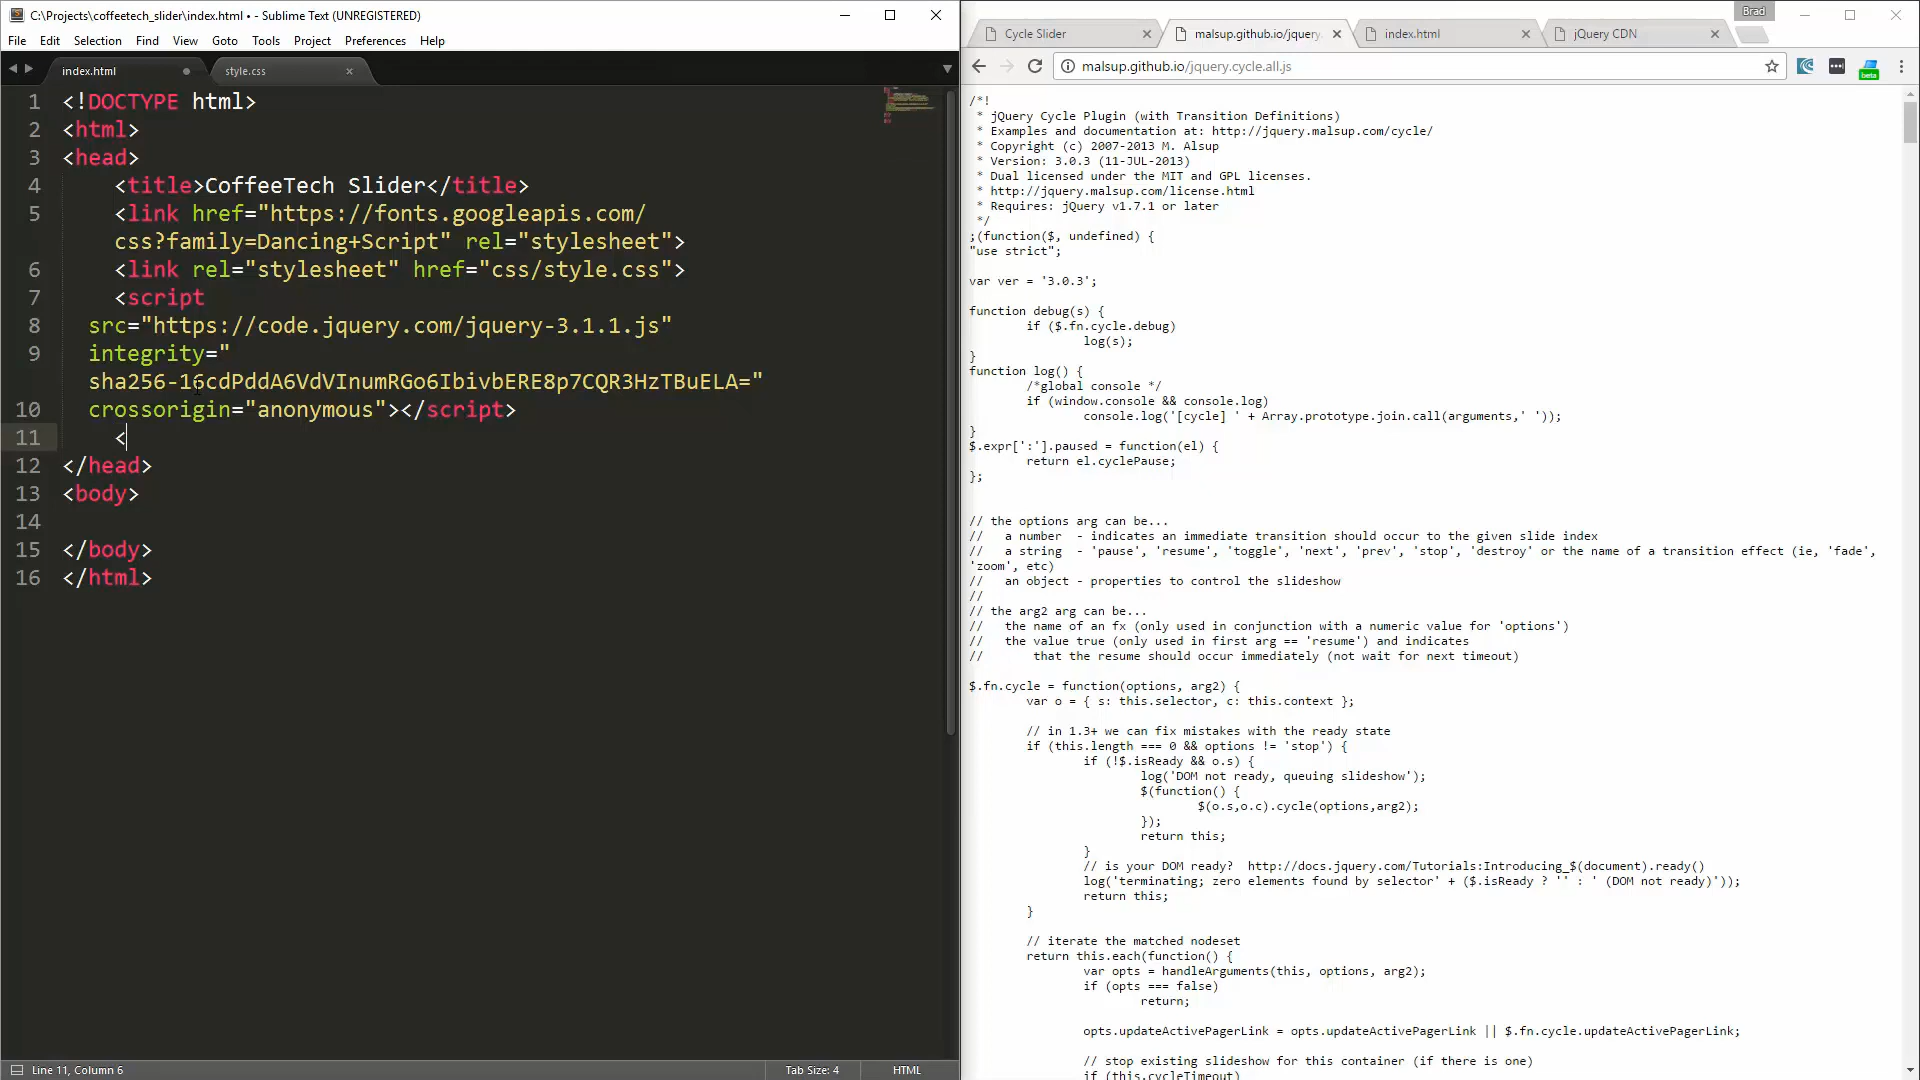 C:\Projects\coffeetech_slider\index.html • - Sublime Text (UNREGISTERED)
File Edit Selection Find View Goto Tools Project Preferences Help
index.html
style.css
1 <!DOCTYPE html>
2 <html>
3 <head>
4 <title>CoffeeTech Slider</title>
5 <link href="https://fonts.googleapis.com/
css?family=Dancing+Script" rel="stylesheet">
6 <link rel="stylesheet" href="css/style.css">
7 <script
8 src="https://code.jquery.com/jquery-3.1.1.js"
9 integrity="
sha256-16cdPddA6VdVInumRGo6IbivbERE8p7CQR3HzTBuELA="
10 crossorigin="anonymous"></script>
11 <
12 </head>
13 <body>
14
15 </body>
16 </html>
Line 11, Column 6
Tab Size: 4
HTML
Brad
Cycle Slider
malsup.github.io/jquery.
index.html
jQuery CDN
malsup.github.io/jquery.cycle.all.js
beta
/*!
* jQuery Cycle Plugin (with Transition Definitions)
* Examples and documentation at: http://jquery.malsup.com/cycle/
* Copyright (c) 2007-2013 M. Alsup
* Version: 3.0.3 (11-JUL-2013)
* Dual licensed under the MIT and GPL licenses.
* http://jquery.malsup.com/license.html
* Requires: jQuery v1.7.1 or later
*/
;(function($, undefined) {
"use strict";
var ver = '3.0.3';
function debug(s) {
if ($.fn.cycle.debug)
log(s);
}
function log() {
/*global console */
if (window.console && console.log)
console.log('[cycle] ' + Array.prototype.join.call(arguments,' '));
}
$.expr[':'].paused = function(el) {
return el.cyclePause;
};
// the options arg can be...
// a number - indicates an immediate transition should occur to the given slide index
// a string - 'pause', 'resume', 'toggle', 'next', 'prev', 'stop', 'destroy' or the name of a transition effect (ie, 'fade',
'zoom', etc)
// an object - properties to control the slideshow
//
// the arg2 arg can be...
// the name of an fx (only used in conjunction with a numeric value for 'options')
// the value true (only used in first arg == 'resume') and indicates
// that the resume should occur immediately (not wait for next timeout)
$.fn.cycle = function(options, arg2) {
var o = { s: this.selector, c: this.context };
// in 1.3+ we can fix mistakes with the ready state
if (this.length === 0 && options != 'stop') {
if (!$.isReady && o.s) {
log('DOM not ready, queuing slideshow');
$(function() {
$(o.s,o.c).cycle(options,arg2);
});
return this;
}
// is your DOM ready? http://docs.jquery.com/Tutorials:Introducing_$(document).ready()
log('terminating; zero elements found by selector' + ($.isReady ? '' : ' (DOM not ready)'));
return this;
}
// iterate the matched nodeset
return this.each(function() {
var opts = handleArguments(this, options, arg2);
if (opts === false)
return;
opts.updateActivePagerLink = opts.updateActivePagerLink || $.fn.cycle.updateActivePagerLink;
// stop existing slideshow for this container (if there is one)
if (this.cycleTimeout)